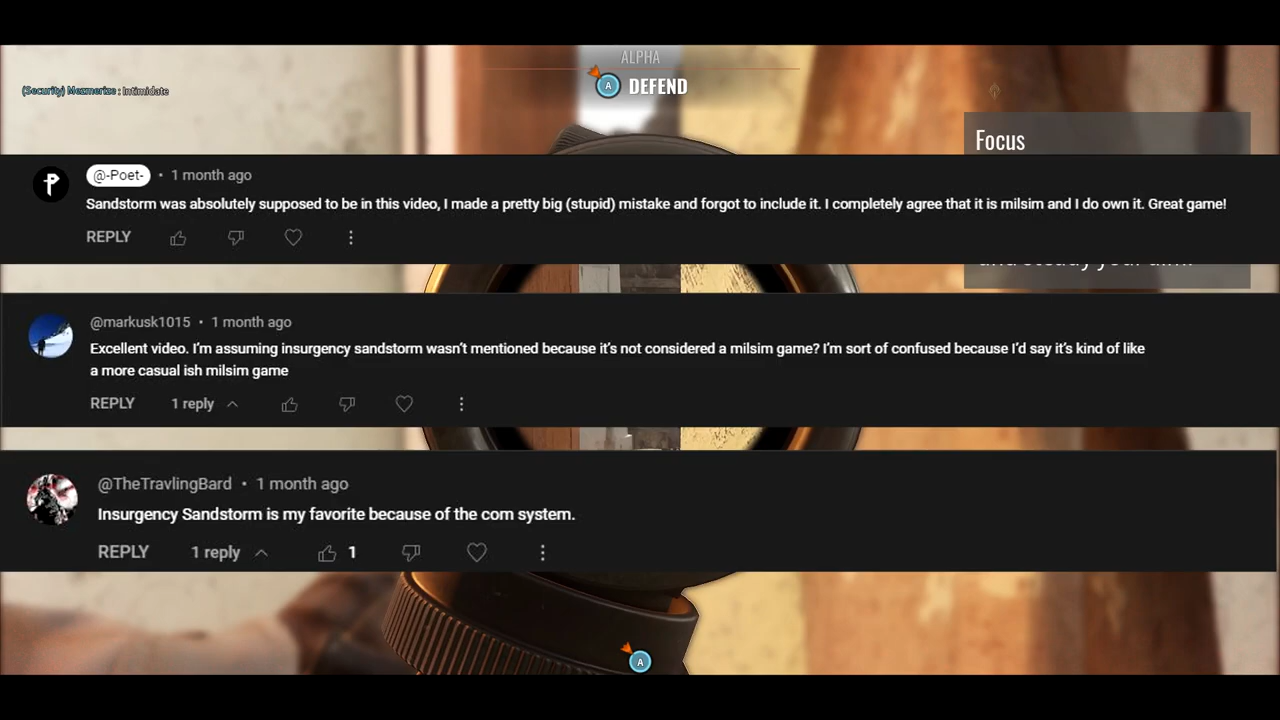 ALPHA
A DEFEND
(Security) Mezmerize : Intimidate
Focus
@-Poet- • 1 month ago
Sandstorm was absolutely supposed to be in this video, I made a pretty big (stupid) mistake and forgot to include it. I completely agree that it is milsim and I do own it. Great game!
REPLY
and steady your aim.
@markusk1015 • 1 month ago
Excellent video. I'm assuming insurgency sandstorm wasn't mentioned because it's not considered a milsim game? I'm sort of confused because I'd say it's kind of like
a more casual ish milsim game
REPLY 1 reply
@TheTravlingBard • 1 month ago
Insurgency Sandstorm is my favorite because of the com system.
REPLY 1 reply 1
A